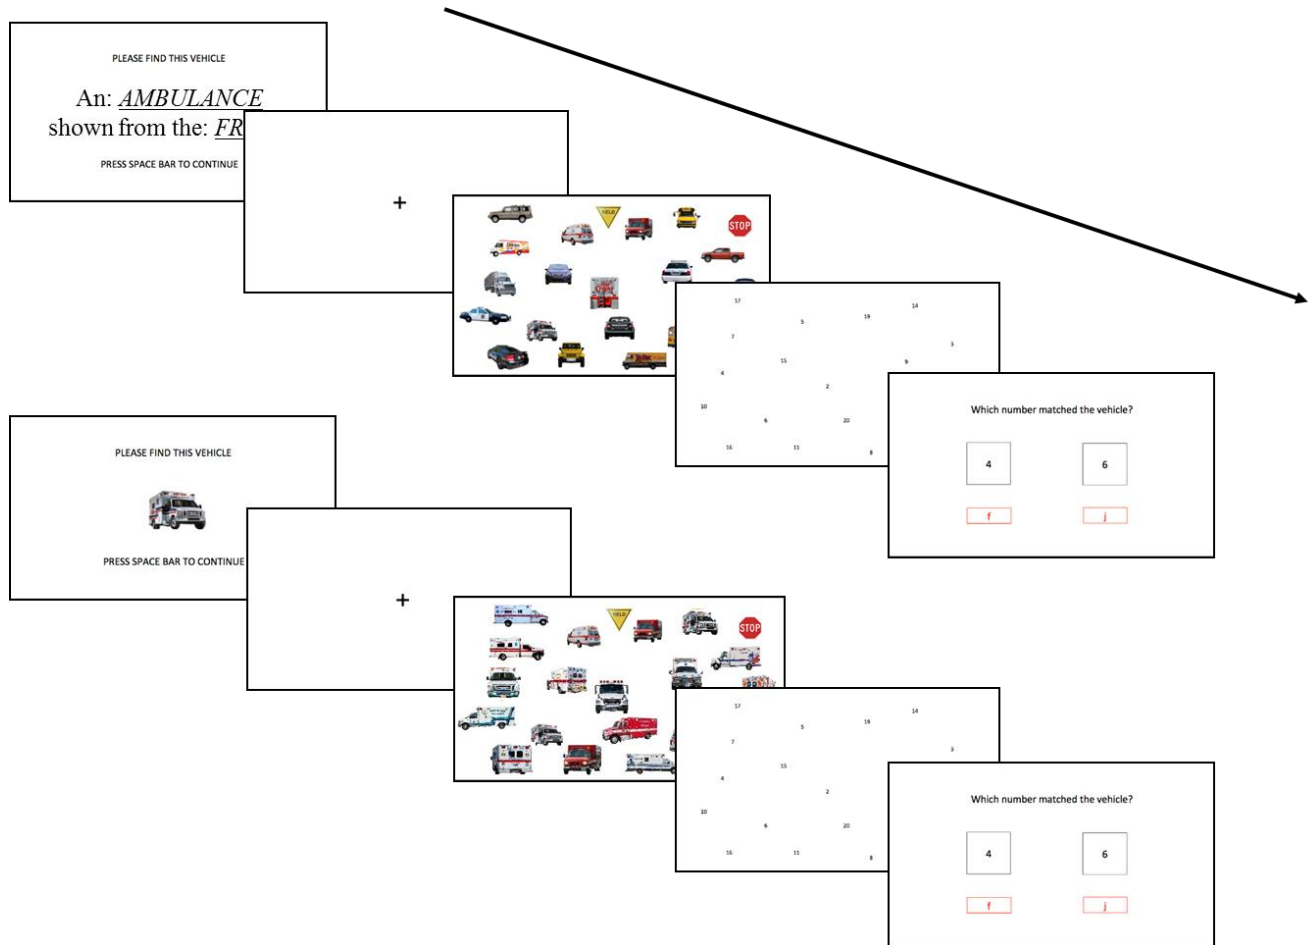 PLEASE FIND THIS VEHICLE
An: AMBULANCE
shown from the: FR
PRESS SPACE BAR TO CONTINUE
+
YIELD
STOP
17
14
5
19
7
3
15
9
4
2
10
6
20
16
11
8
Which number matched the vehicle?
4 6
f j
PLEASE FIND THIS VEHICLE
PRESS SPACE BAR TO CONTINUE
+
YIELD
STOP
17
14
5
19
7
3
15
4
2
10
6
20
16
11
8
Which number matched the vehicle?
4 6
f j